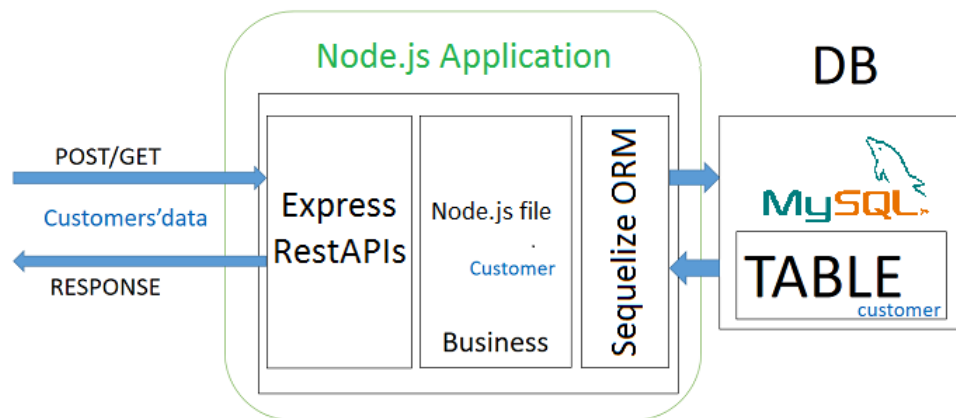 Node.js Application
DB
POST/GET
Customers'data
RESPONSE
Express
RestAPIs
Node.js file
.
Customer
Business
Sequelize ORM
MySQL
TABLE
customer